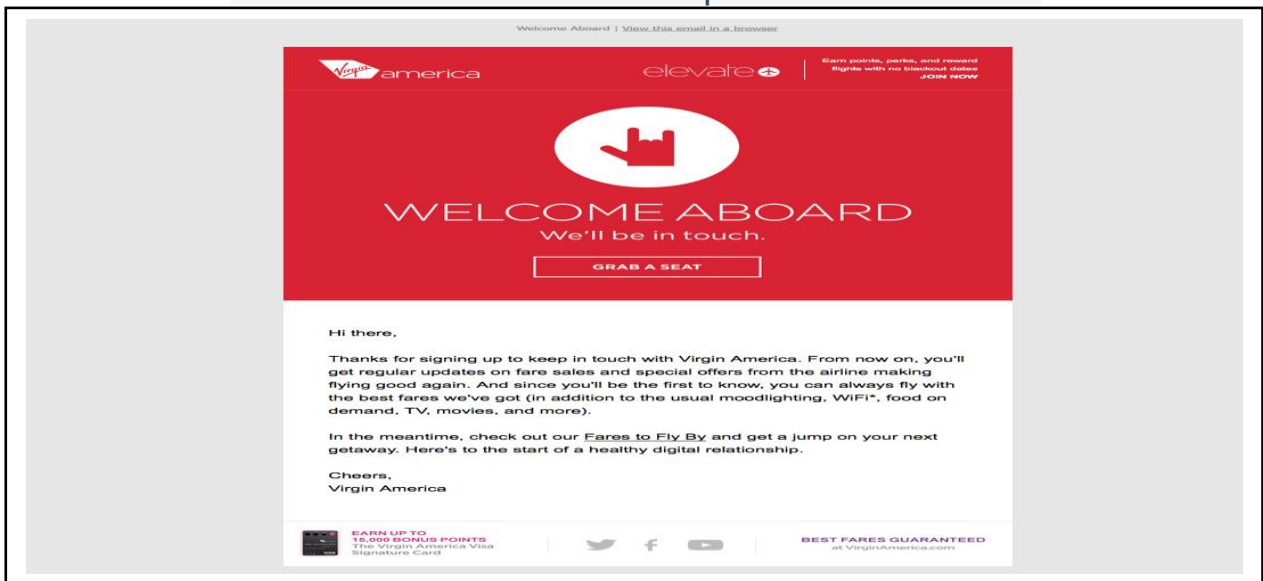 Welcome Aboard | View this email in a browser
Virgin america
elevate
Earn points, perks, and reward
flights with no blackout dates
JOIN NOW
WELCOME ABOARD
We'll be in touch.
GRAB A SEAT
Hi there,
Thanks for signing up to keep in touch with Virgin America. From now on, you'll
get regular updates on fare sales and special offers from the airline making
flying good again. And since you'll be the first to know, you can always fly with
the best fares we've got (in addition to the usual moodlighting, WiFi*, food on
demand, TV, movies, and more).
In the meantime, check out our Fares to Fly By and get a jump on your next
getaway. Here's to the start of a healthy digital relationship.
Cheers,
Virgin America
EARN UP TO
15,000 BONUS POINTS
The Virgin America Visa
Signature Card
BEST FARES GUARANTEED
at VirginAmerica.com